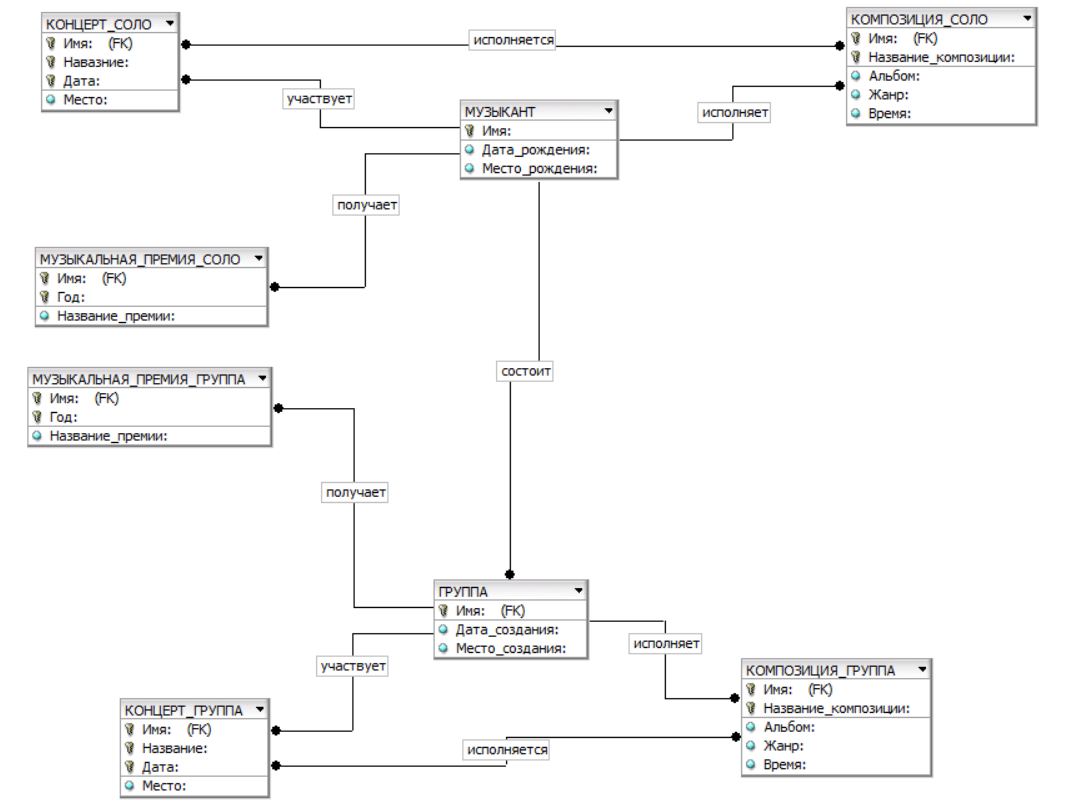 КОНЦЕРТ_СОЛО
Имя: (FK)
Навазние:
Дата:
Место:
исполняется
КОМПОЗИЦИЯ_СОЛО
Имя: (FK)
Название_композиции:
Альбом:
Жанр:
Время:
участвует
МУЗЫКАНТ
Имя:
Дата_рождения:
Место_рождения:
исполняет
получает
МУЗЫКАЛЬНАЯ_ПРЕМИЯ_СОЛО
Имя: (FK)
Год:
Название_премии:
состоит
МУЗЫКАЛЬНАЯ_ПРЕМИЯ_ГРУППА
Имя: (FK)
Год:
Название_премии:
получает
ГРУППА
Имя: (FK)
Дата_создания:
Место_создания:
исполняет
участвует
КОМПОЗИЦИЯ_ГРУППА
Имя: (FK)
Название_композиции:
Альбом:
Жанр:
Время:
КОНЦЕРТ_ГРУППА
Имя: (FK)
Название:
Дата:
Место:
исполняется